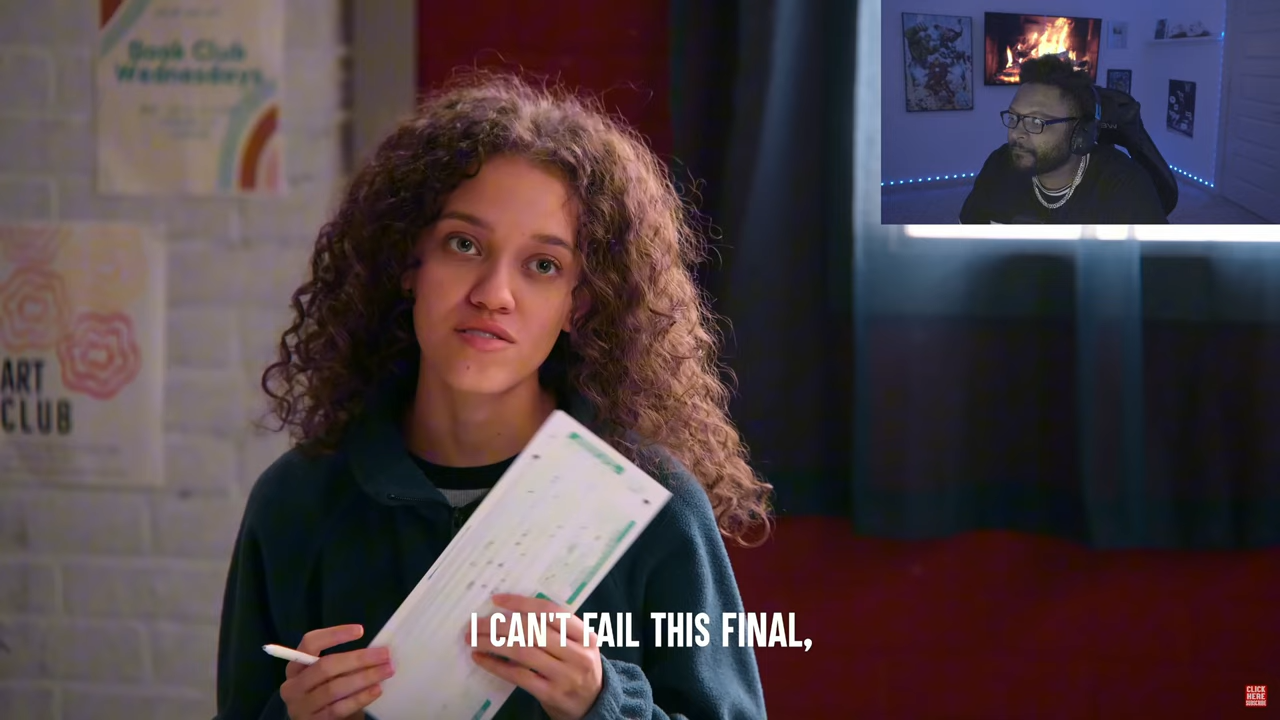 Book Club
Wednesdays
ART
CLUB
I CAN'T FAIL THIS FINAL,
CLICK
HERE
SUBSCRIBE